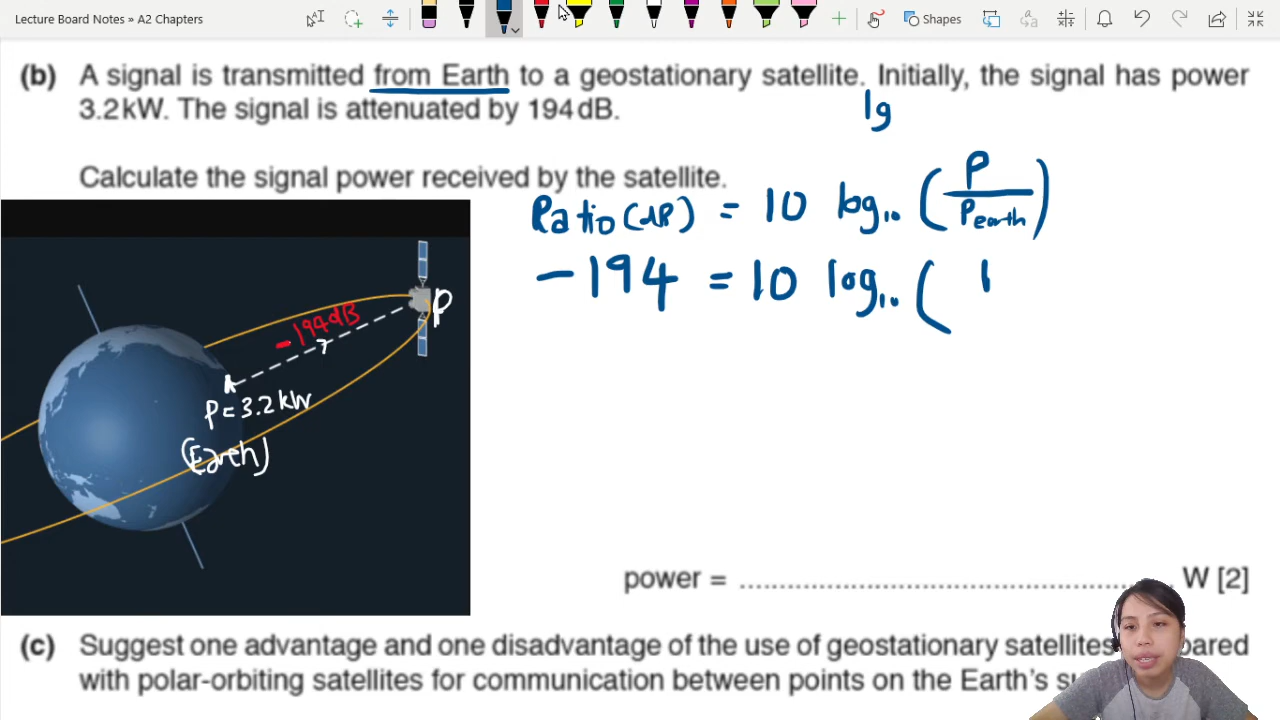 Lecture Board Notes » A2 Chapters
Shapes
(b) A signal is transmitted from Earth to a geostationary satellite. Initially, the signal has power
3.2 kW. The signal is attenuated by 194 dB.
lg
Calculate the signal power received by the satellite.
Ratio (dB) = 10 log10 (P / Pearth)
-194 = 10 log10 (
-194dB
P
P = 3.2 kW
(Earth)
power = ........................................................ W [2]
(c) Suggest one advantage and one disadvantage of the use of geostationary satellites
with polar-orbiting satellites for communication between points on the Earth's